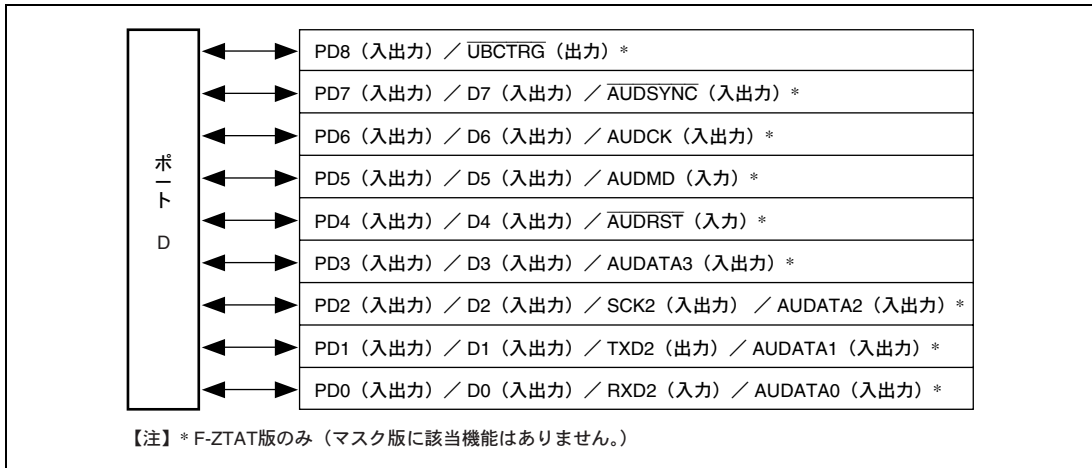 ポート D
PD8（入出力）／ UBCTRG（出力）*
PD7（入出力）／ D7（入出力）／ AUDSYNC（入出力）*
PD6（入出力）／ D6（入出力）／ AUDCK（入出力）*
PD5（入出力）／ D5（入出力）／ AUDMD（入力）*
PD4（入出力）／ D4（入出力）／ AUDRST（入力）*
PD3（入出力）／ D3（入出力）／ AUDATA3（入出力）*
PD2（入出力）／ D2（入出力）／ SCK2（入出力） ／ AUDATA2（入出力）*
PD1（入出力）／ D1（入出力）／ TXD2（出力）／ AUDATA1（入出力）*
PD0（入出力）／ D0（入出力）／ RXD2（入力）／ AUDATA0（入出力）*
【注】* F-ZTAT版のみ（マスク版に該当機能はありません。）